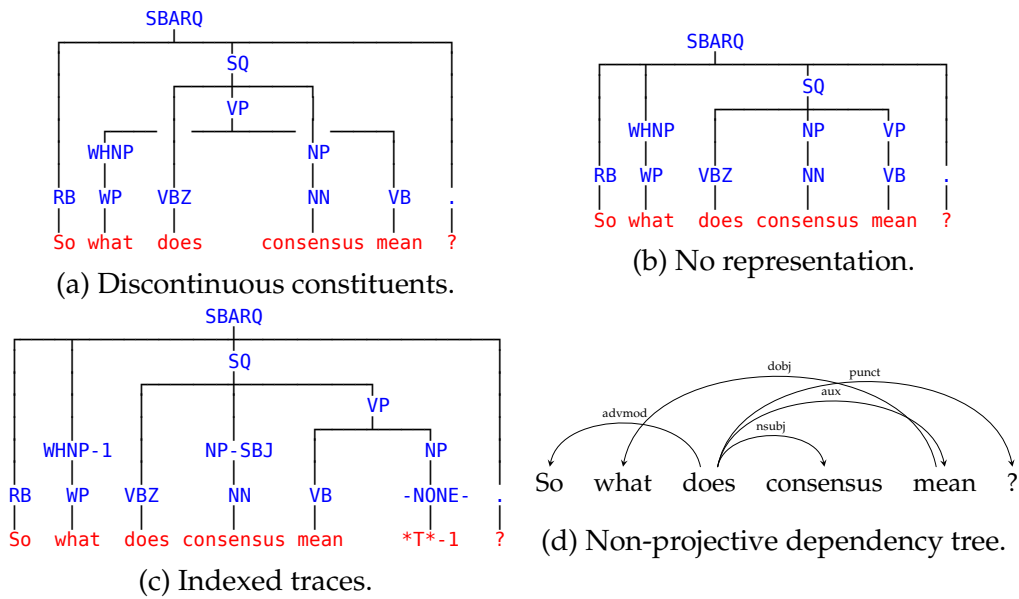 SBARQ
SQ
VP
WHNP NP
RB WP VBZ NN VB .
So what does consensus mean ?
(a) Discontinuous constituents.
SBARQ
SQ
WHNP NP VP
RB WP VBZ NN VB .
So what does consensus mean ?
(b) No representation.
SBARQ
SQ
VP
WHNP-1 NP-SBJ NP
RB WP VBZ NN VB -NONE- .
So what does consensus mean *T*-1 ?
(c) Indexed traces.
dobj punct
aux
advmod nsubj
So what does consensus mean ?
(d) Non-projective dependency tree.